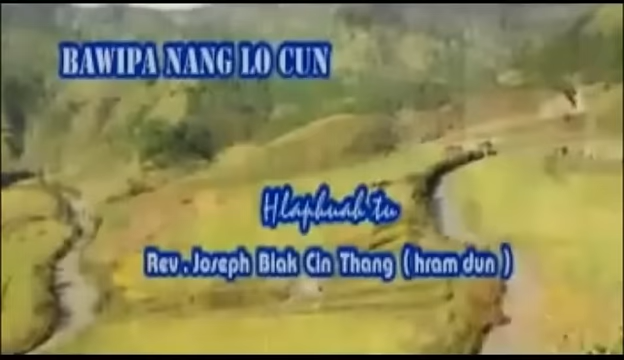 BAWIPA NANG LO CUN
Hlaphuah tu
Rev. Joseph Biak Cin Thang (hram dun)